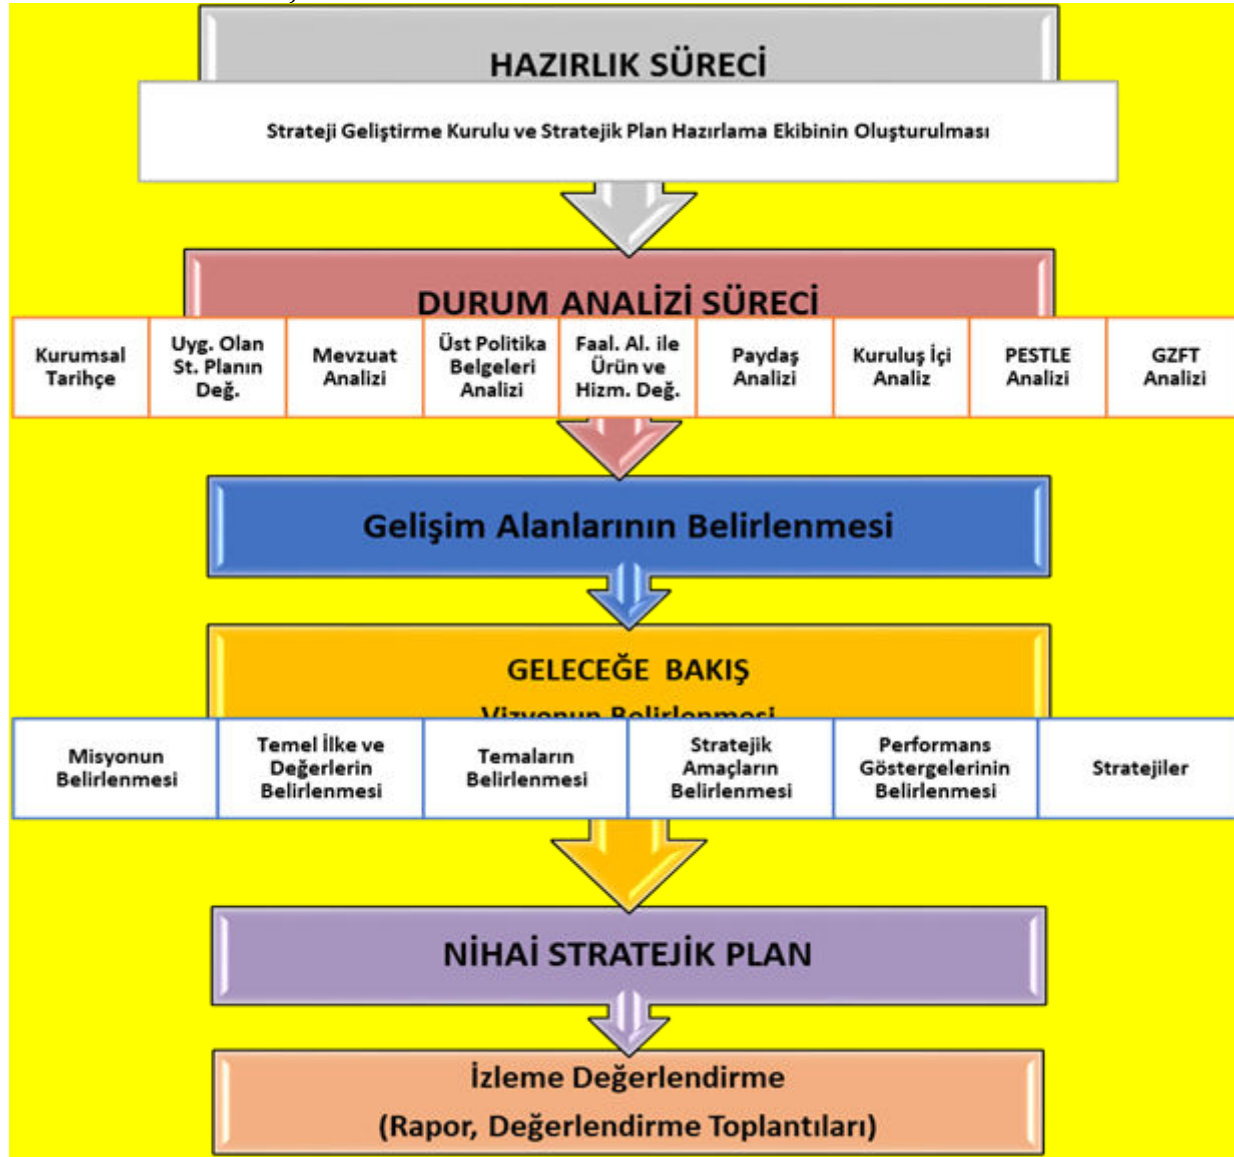 HAZIRLIK SÜRECİ
Strateji Geliştirme Kurulu ve Stratejik Plan Hazırlama Ekibinin Oluşturulması
DURUM ANALİZİ SÜRECİ
Kurumsal
Tarihçe
Uyg. Olan
St. Planın
Değ.
Mevzuat
Analizi
Üst Politika
Belgeleri
Analizi
Faal. Al. ile
Ürün ve
Hizm. Değ.
Paydaş
Analizi
Kuruluş İçi
Analiz
PESTLE
Analizi
GZFT
Analizi
Gelişim Alanlarının Belirlenmesi
GELECEĞE BAKIŞ
Vizyonun Belirlenmesi
Misyonun
Belirlenmesi
Temel İlke ve
Değerlerin
Belirlenmesi
Temaların
Belirlenmesi
Stratejik
Amaçların
Belirlenmesi
Performans
Göstergelerinin
Belirlenmesi
Stratejiler
NİHAİ STRATEJİK PLAN
İzleme Değerlendirme
(Rapor, Değerlendirme Toplantıları)